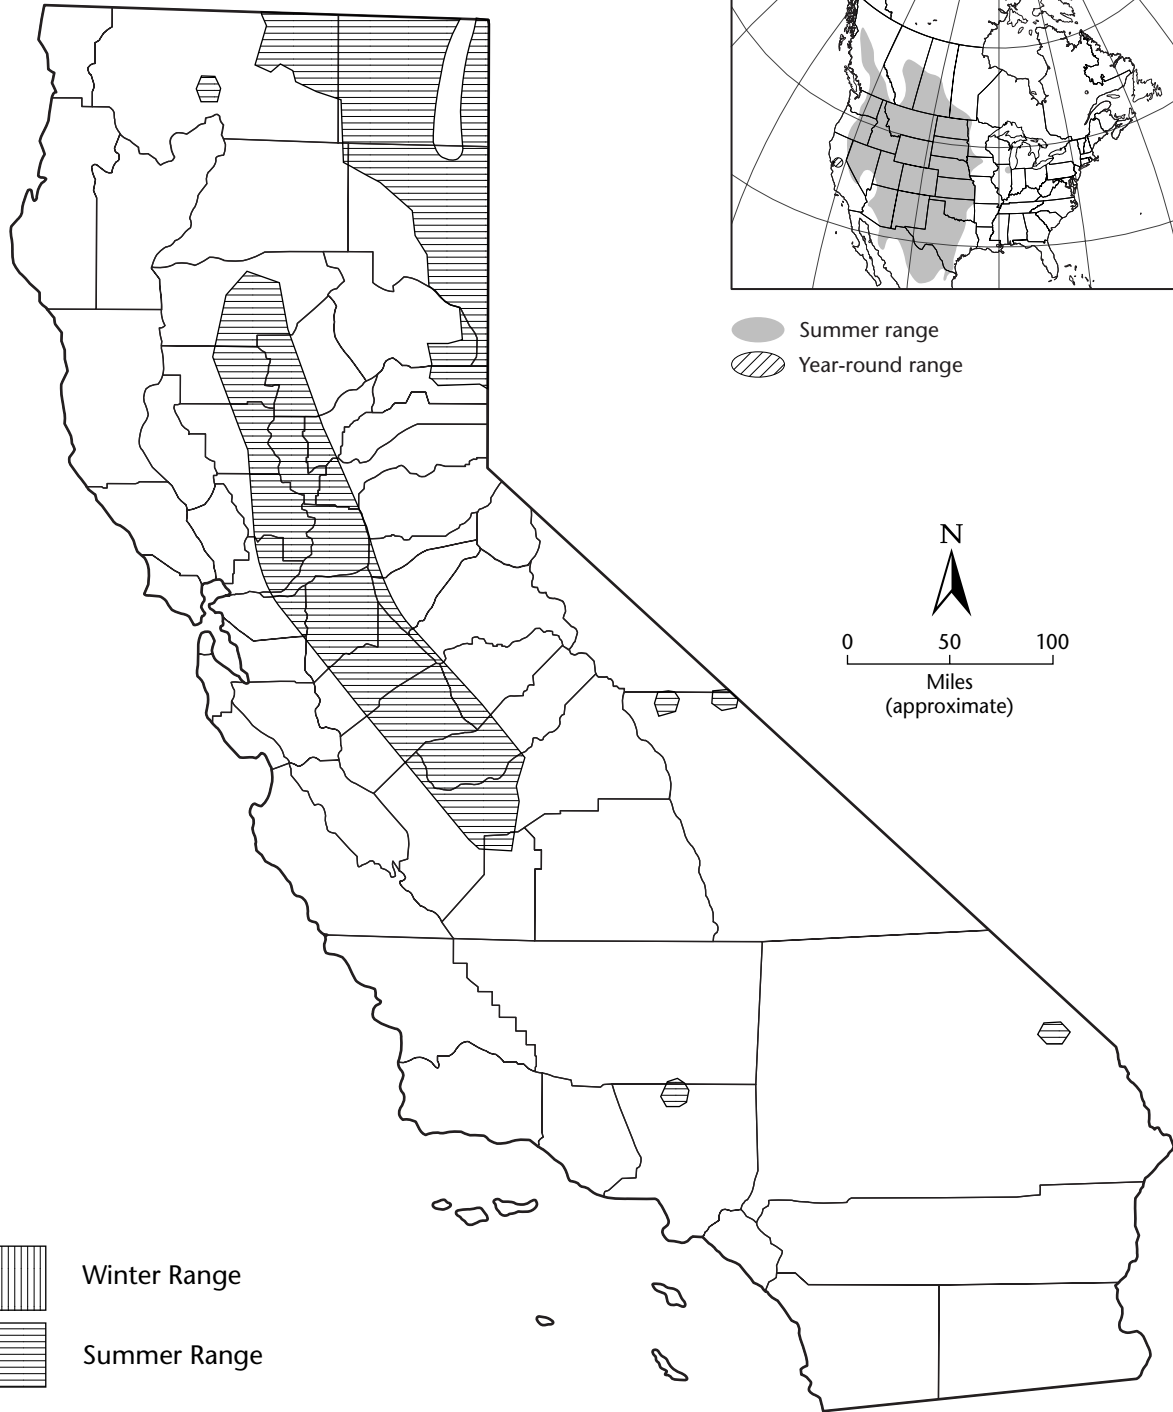 Summer range
Year-round range
N
0 50 100
Miles
(approximate)
Winter Range
Summer Range